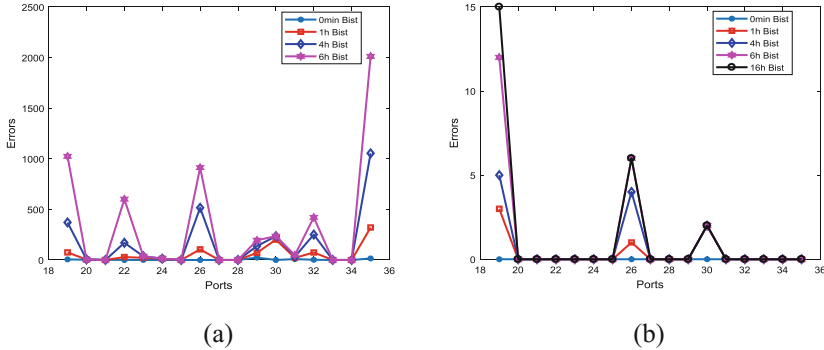 2500
2000
1500
1000
500
0
Errors
18 20 22 24 26 28 30 32 34 36
Ports
0min Bist
1h Bist
4h Bist
6h Bist
(a)
15
10
5
0
Errors
18 20 22 24 26 28 30 32 34 36
Ports
0min Bist
1h Bist
4h Bist
6h Bist
16h Bist
(b)